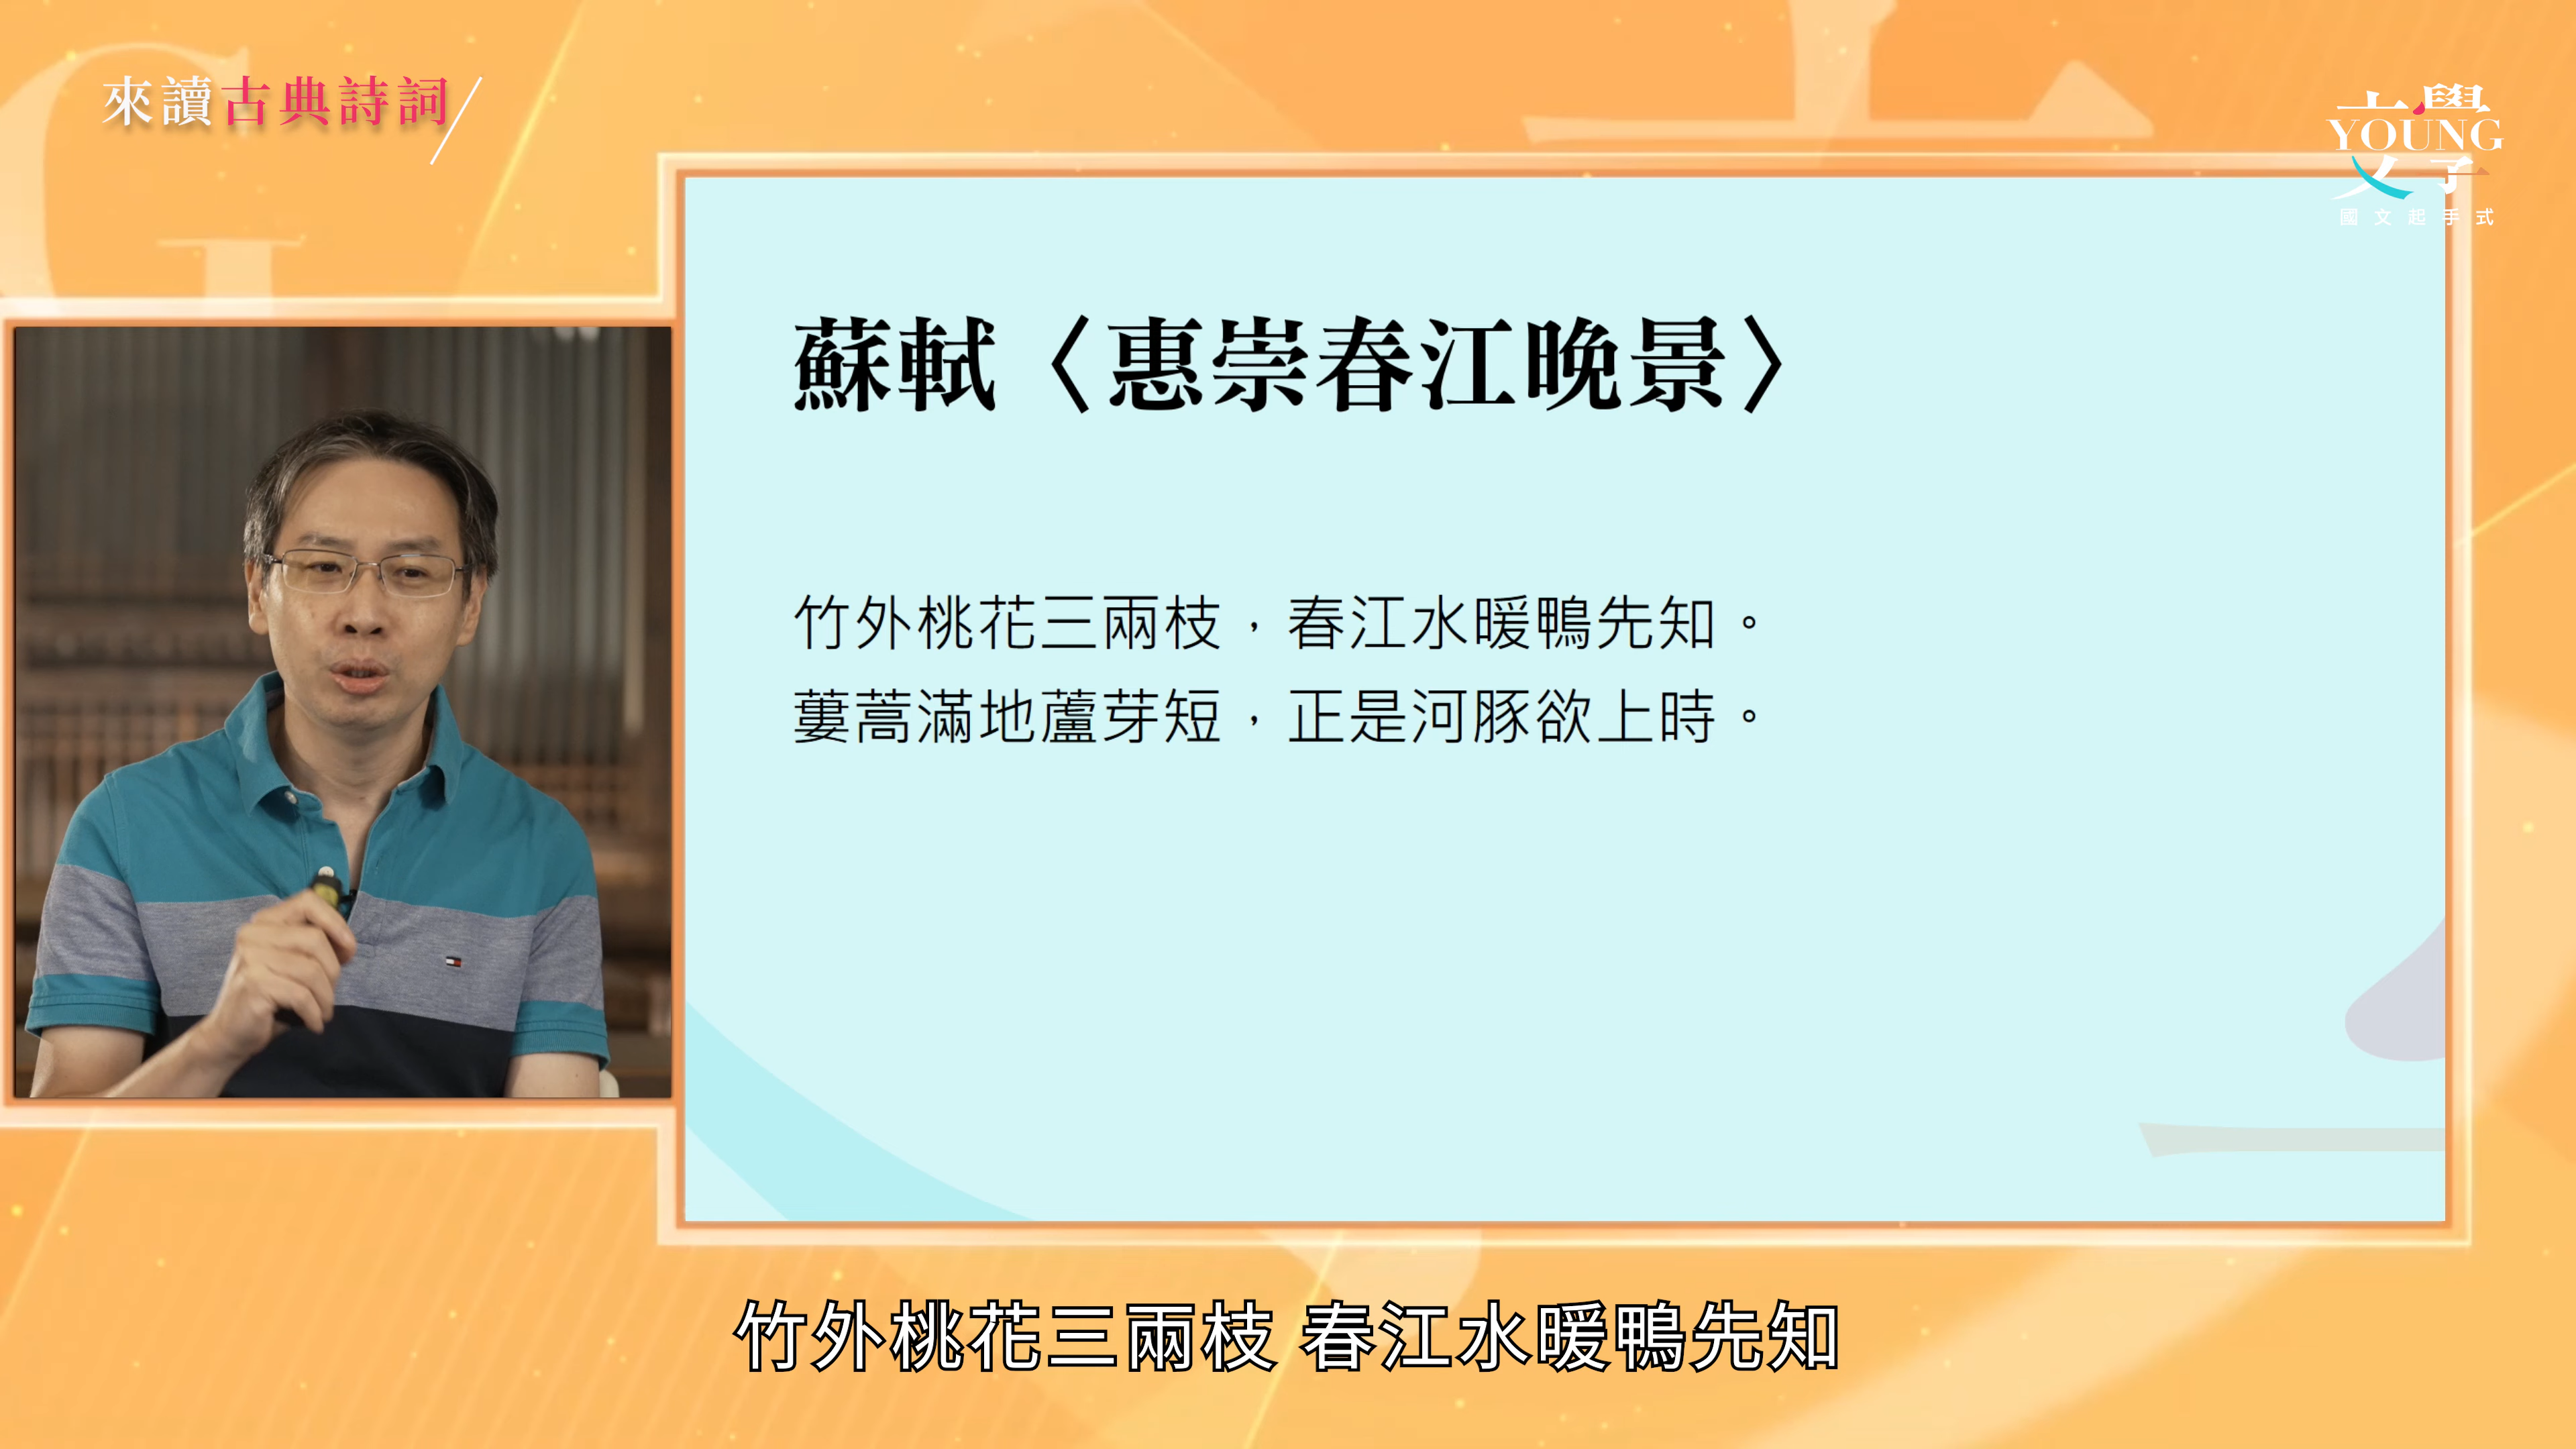 來讀古典詩詞
文學
YOUNG
國文起手式
蘇軾〈惠崇春江晚景〉
竹外桃花三兩枝，春江水暖鴨先知。
蔞蒿滿地蘆芽短，正是河豚欲上時。
竹外桃花三兩枝 春江水暖鴨先知